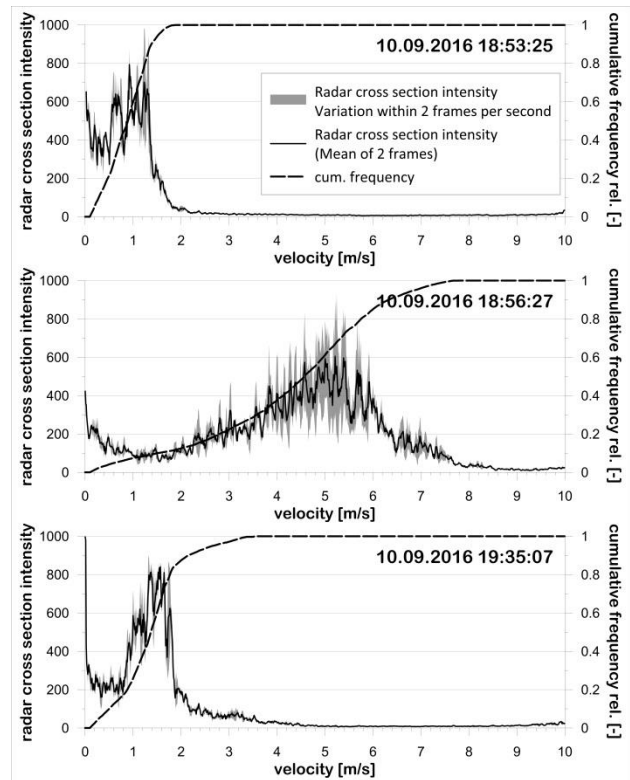 radar cross section intensity
1000
800
600
400
200
0
10.09.2016 18:53:25
Radar cross section intensity
Variation within 2 frames per second
Radar cross section intensity
(Mean of 2 frames)
cum. frequency
1
0.8
0.6
0.4
0.2
0
cumulative frequency rel. [-]
0 1 2 3 4 5 6 7 8 9 10
velocity [m/s]
radar cross section intensity
1000
800
600
400
200
0
10.09.2016 18:56:27
1
0.8
0.6
0.4
0.2
0
cumulative frequency rel. [-]
0 1 2 3 4 5 6 7 8 9 10
velocity [m/s]
radar cross section intensity
1000
800
600
400
200
0
10.09.2016 19:35:07
1
0.8
0.6
0.4
0.2
0
cumulative frequency rel. [-]
0 1 2 3 4 5 6 7 8 9 10
velocity [m/s]